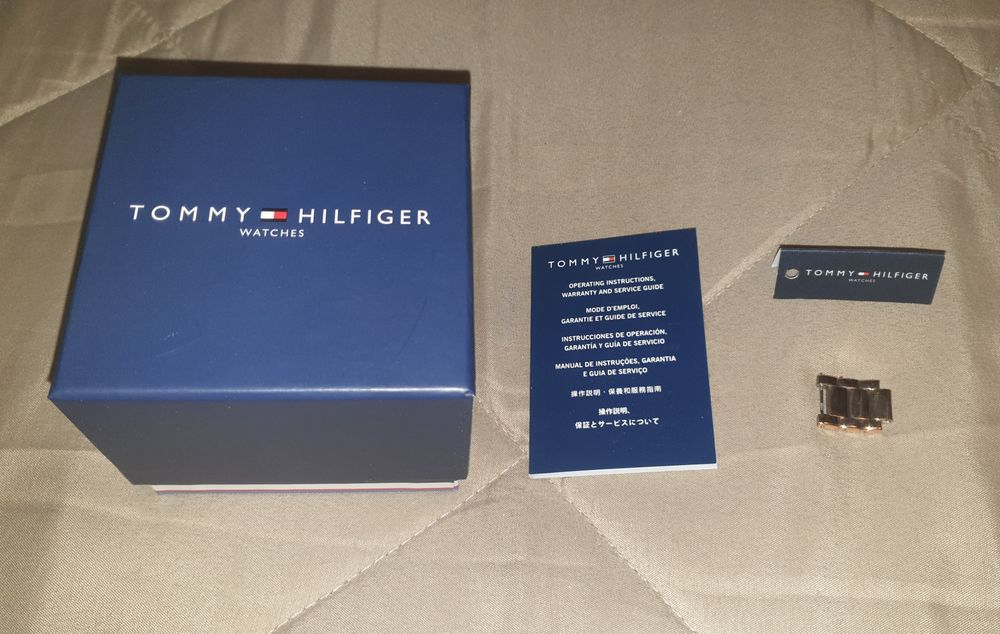 TOMMY HILFIGER
WATCHES
TOMMY HILFIGER
WATCHES
OPERATING INSTRUCTIONS,
WARRANTY AND SERVICE GUIDE
MODE D'EMPLOI,
GARANTIE ET GUIDE DE SERVICE
INSTRUCCIONES DE OPERACIÓN,
GARANTÍA Y GUÍA DE SERVICIO
MANUAL DE INSTRUÇÕES, GARANTIA
E GUIA DE SERVIÇO
操作説明・保養和服務指南
操作説明、
保証とサービスについて
TOMMY HILFIGER
WATCHES